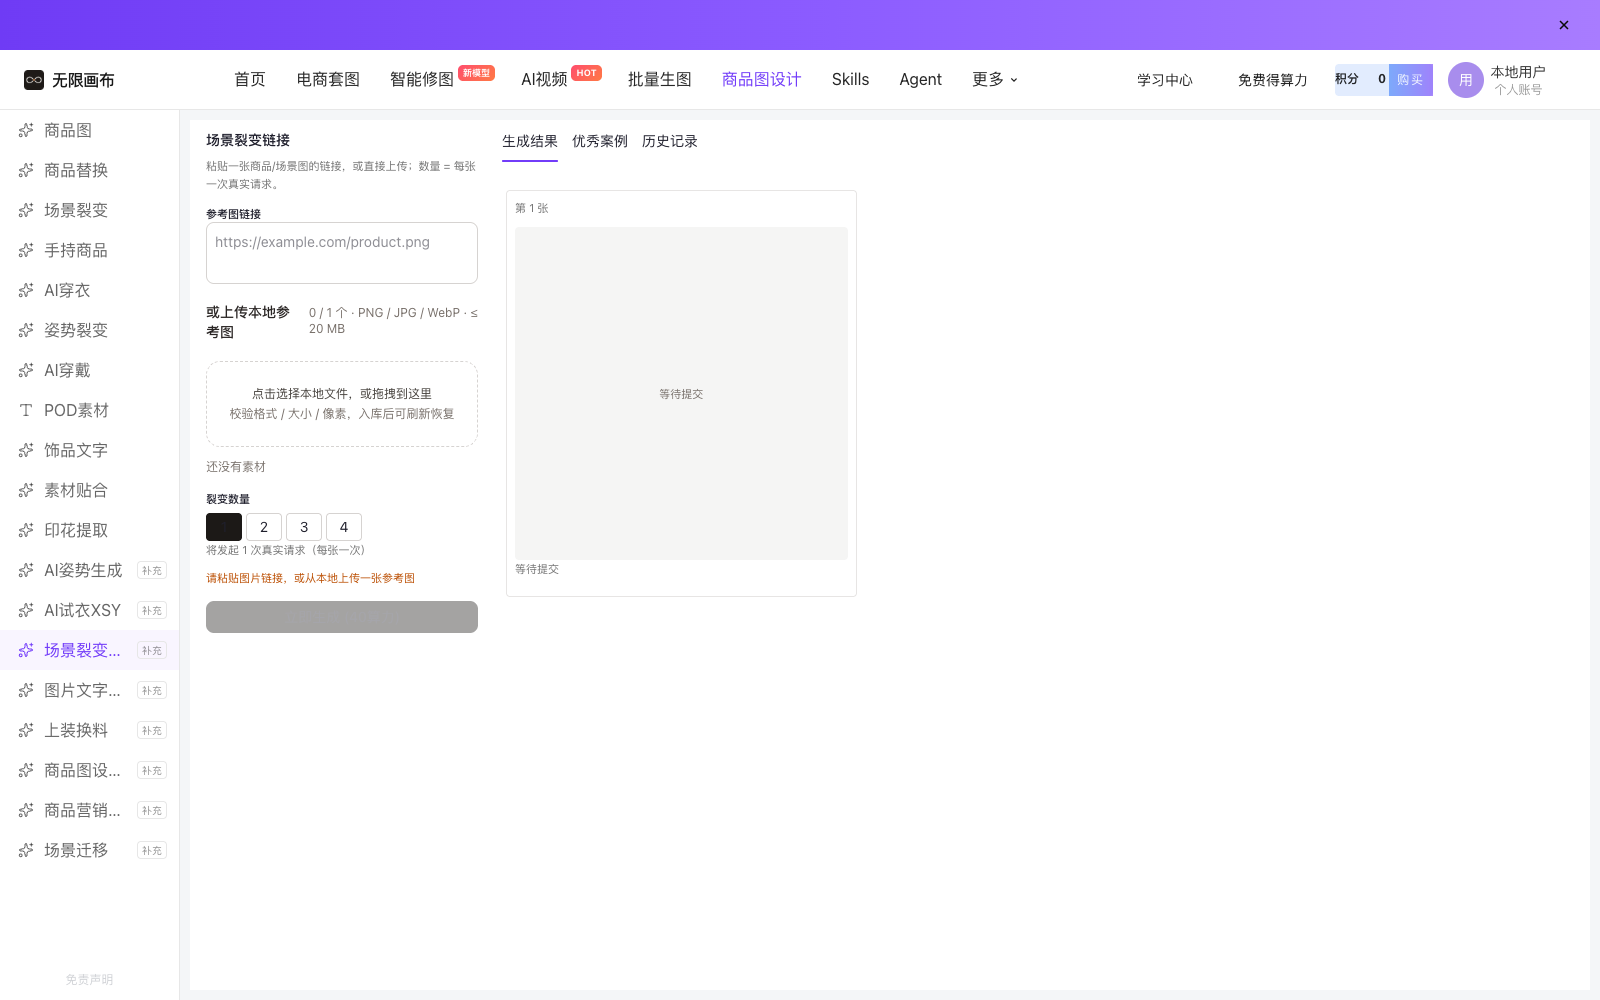 无限画布
首页
电商套图
智能修图
新模型
AI视频
HOT
批量生图
商品图设计
Skills
Agent
更多
学习中心
免费得算力
积分 0
购买
用
本地用户
个人账号
商品图
商品替换
场景裂变
手持商品
AI穿衣
姿势裂变
AI穿戴
POD素材
饰品文字
素材贴合
印花提取
AI姿势生成 补充
AI试衣XSY 补充
场景裂变... 补充
图片文字... 补充
上装换料 补充
商品图设... 补充
商品营销... 补充
场景迁移 补充
免责声明
场景裂变链接
粘贴一张商品/场景图的链接，或直接上传；数量 = 每张
一次真实请求。
参考图链接
https://example.com/product.png
或上传本地参
考图
0 / 1 个 · PNG / JPG / WebP · ≤
20 MB
点击选择本地文件，或拖拽到这里
校验格式 / 大小 / 像素，入库后可刷新恢复
还没有素材
裂变数量
2
3
4
将发起 1 次真实请求（每张一次）
请粘贴图片链接，或从本地上传一张参考图
生成结果
优秀案例
历史记录
第 1 张
等待提交
等待提交